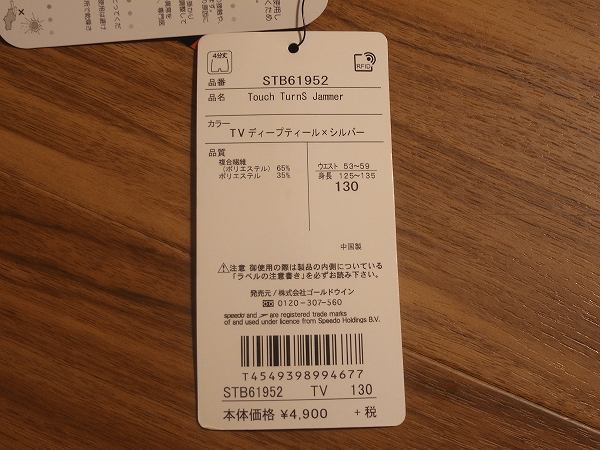 4分丈
RFID
品番 STB61952
品名 Touch TurnS Jammer
カラー
TV ディープティール×シルバー
品質
複合繊維
(ポリエステル) 65%
ポリエステル 35%
ウエスト 53~59
身長 125~135
130
中国製
⚠注意 御使用の際は製品の内側についている
「ラベルの注意書き」を必ずお読み下さい。
発売元/株式会社ゴールドウイン
0120-307-560
speedo and are registered trade marks
of and used under licence from Speedo Holdings B.V.
T4549398994677
STB61952 TV 130
本体価格 ¥4,900 +税